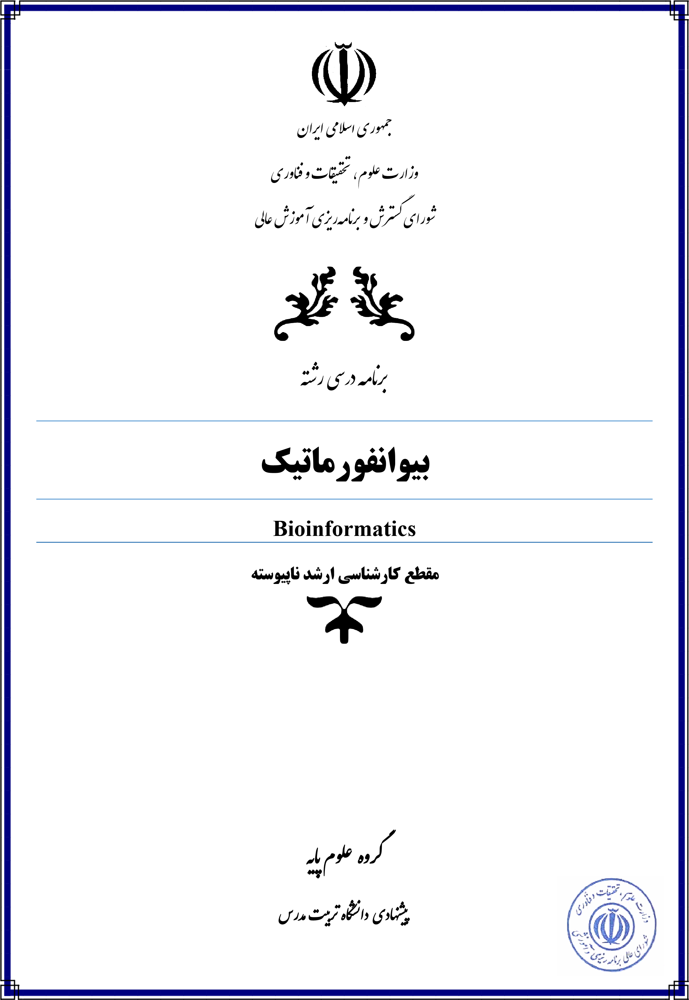 جمهوری اسلامی ایران
وزارت علوم، تحقیقات و فناوری
شورای گسترش و برنامه‌ریزی آموزش عالی
برنامه درسی رشته
بیوانفورماتیک
Bioinformatics
مقطع کارشناسی ارشد ناپیوسته
گروه علوم پایه
پیشنهادی دانشگاه تربیت مدرس
وزارت علوم، تحقیقات و فناوری
شورای عالی برنامه ریزی آموزشی